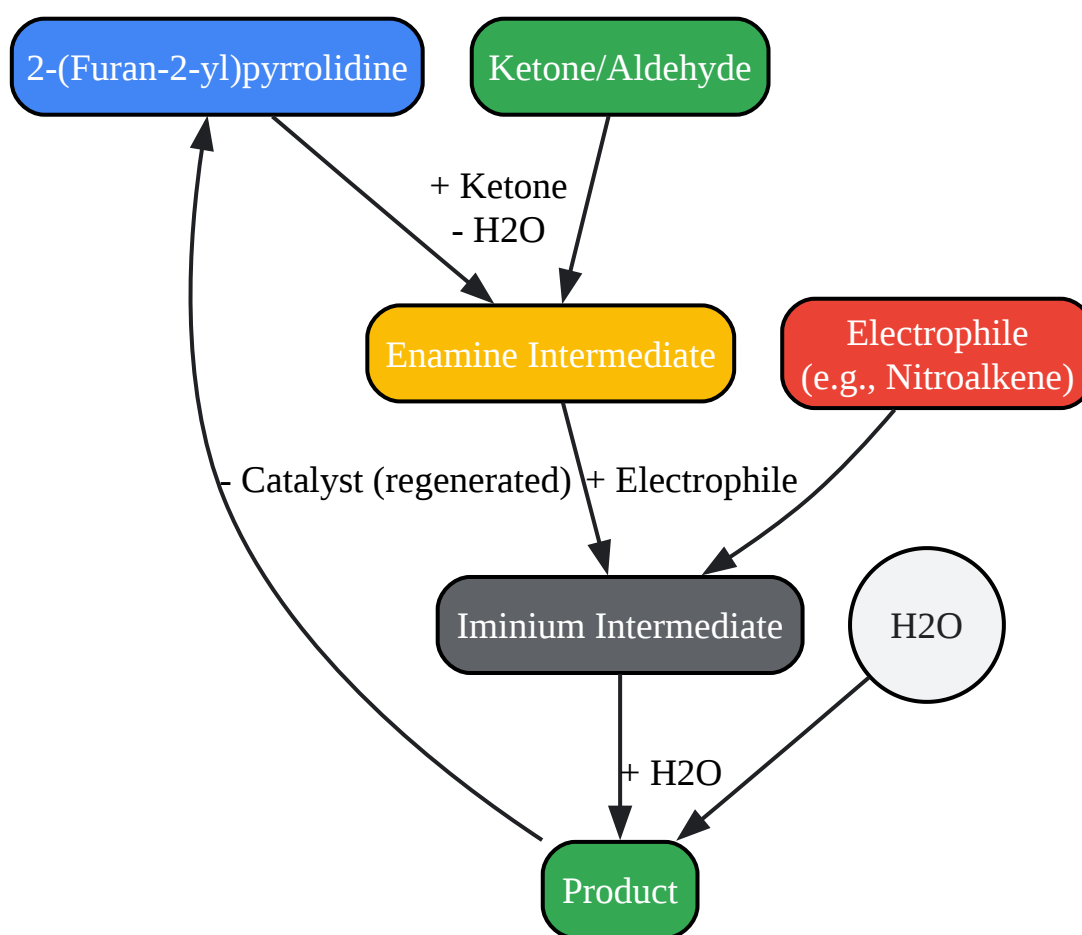 2-(Furan-2-yl)pyrrolidine
Ketone/Aldehyde
+ Ketone
- H2O
Enamine Intermediate
Electrophile
(e.g., Nitroalkene)
- Catalyst (regenerated)
+ Electrophile
Iminium Intermediate
H2O
+ H2O
Product